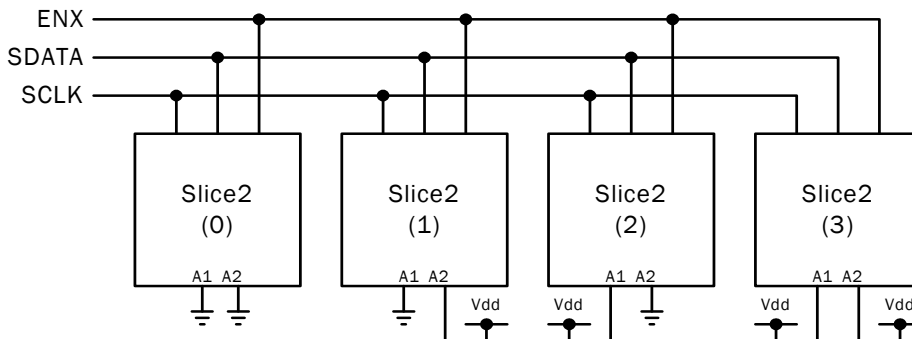 ENX
SDATA
SCLK
Slice2
(0)
Slice2
(1)
Slice2
(2)
Slice2
(3)
A1 A2
A1 A2
A1 A2
A1 A2
Vdd
Vdd
Vdd
Vdd